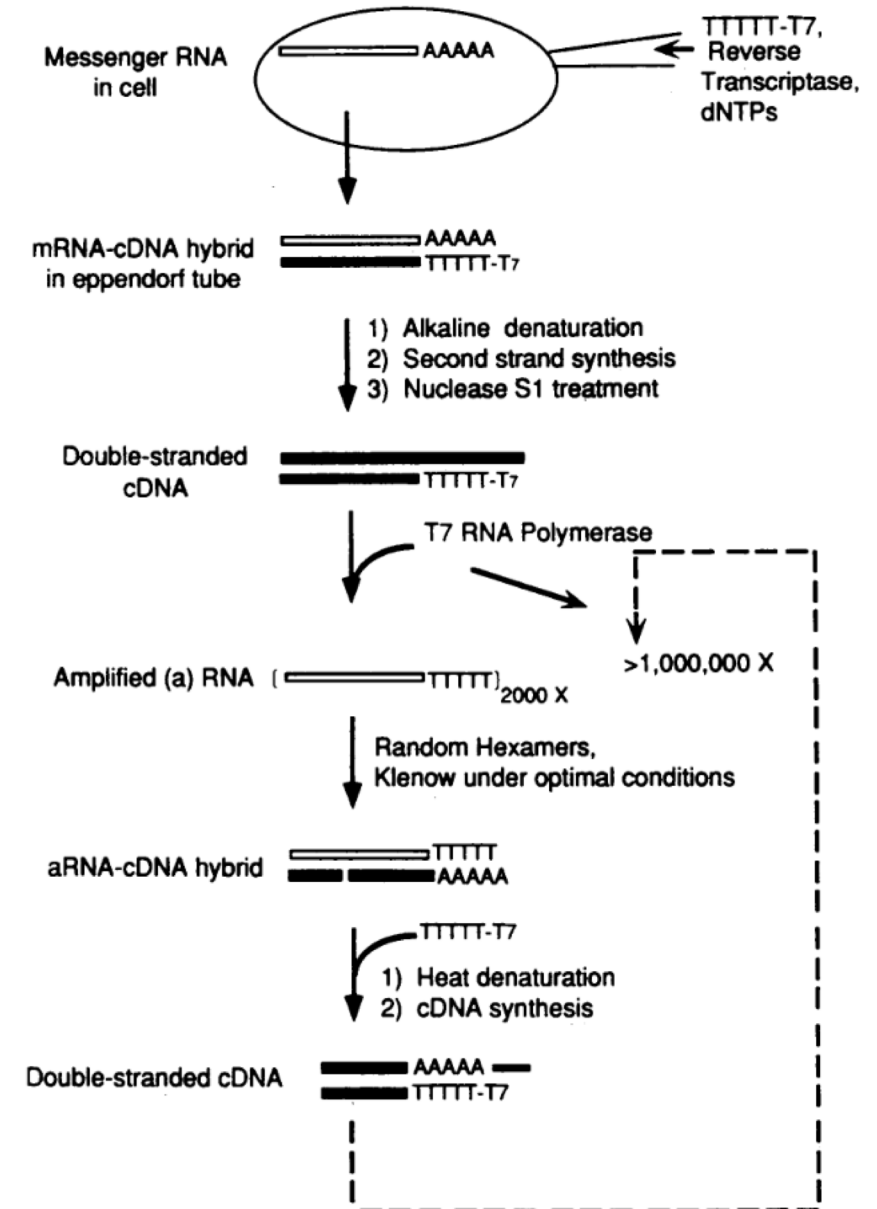 Messenger RNA
in cell
AAAAA
TTTTT-T7,
Reverse
Transcriptase,
dNTPs
mRNA-cDNA hybrid
in eppendorf tube
AAAAA
TTTTT-T7
1) Alkaline denaturation
2) Second strand synthesis
3) Nuclease S1 treatment
Double-stranded
cDNA
TTTTT-T7
T7 RNA Polymerase
>1,000,000 X
Amplified (a) RNA
TTTTT
2000 X
Random Hexamers,
Klenow under optimal conditions
aRNA-cDNA hybrid
TTTTT
AAAAA
TTTTT-T7
1) Heat denaturation
2) cDNA synthesis
Double-stranded cDNA
AAAAA
TTTTT-T7